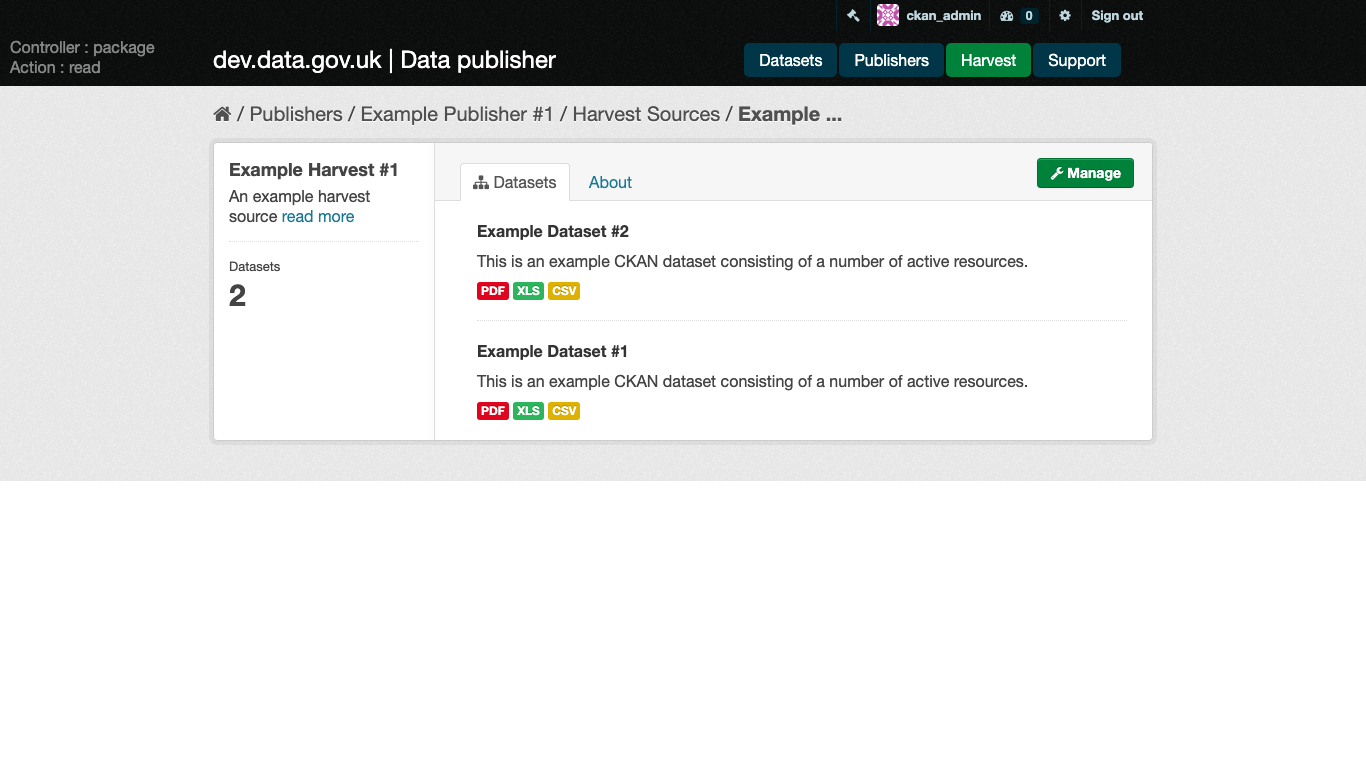 ckan_admin 0 Sign out
Controller : package
Action : read
dev.data.gov.uk | Data publisher
Datasets Publishers Harvest Support
/ Publishers / Example Publisher #1 / Harvest Sources / Example ...
Example Harvest #1
An example harvest
source read more
Datasets
2
Datasets About
Manage
Example Dataset #2
This is an example CKAN dataset consisting of a number of active resources.
PDF XLS CSV
Example Dataset #1
This is an example CKAN dataset consisting of a number of active resources.
PDF XLS CSV